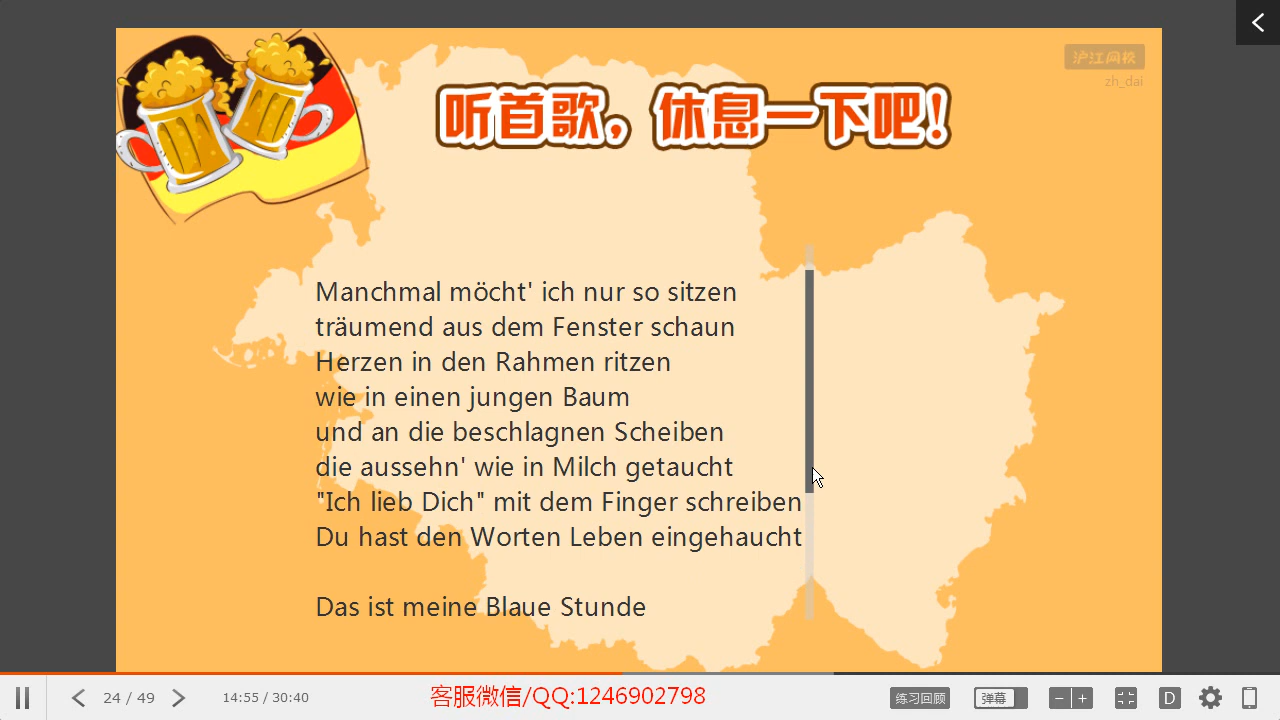 沪江网校
zh_dai
听首歌，休息一下吧！
Manchmal möcht' ich nur so sitzen
träumend aus dem Fenster schaun
Herzen in den Rahmen ritzen
wie in einen jungen Baum
und an die beschlagnen Scheiben
die aussehn' wie in Milch getaucht
"Ich lieb Dich" mit dem Finger schreiben
Du hast den Worten Leben eingehaucht
Das ist meine Blaue Stunde
24 / 49
14:55 / 30:40
客服微信/QQ:1246902798
练习回顾
弹幕
D